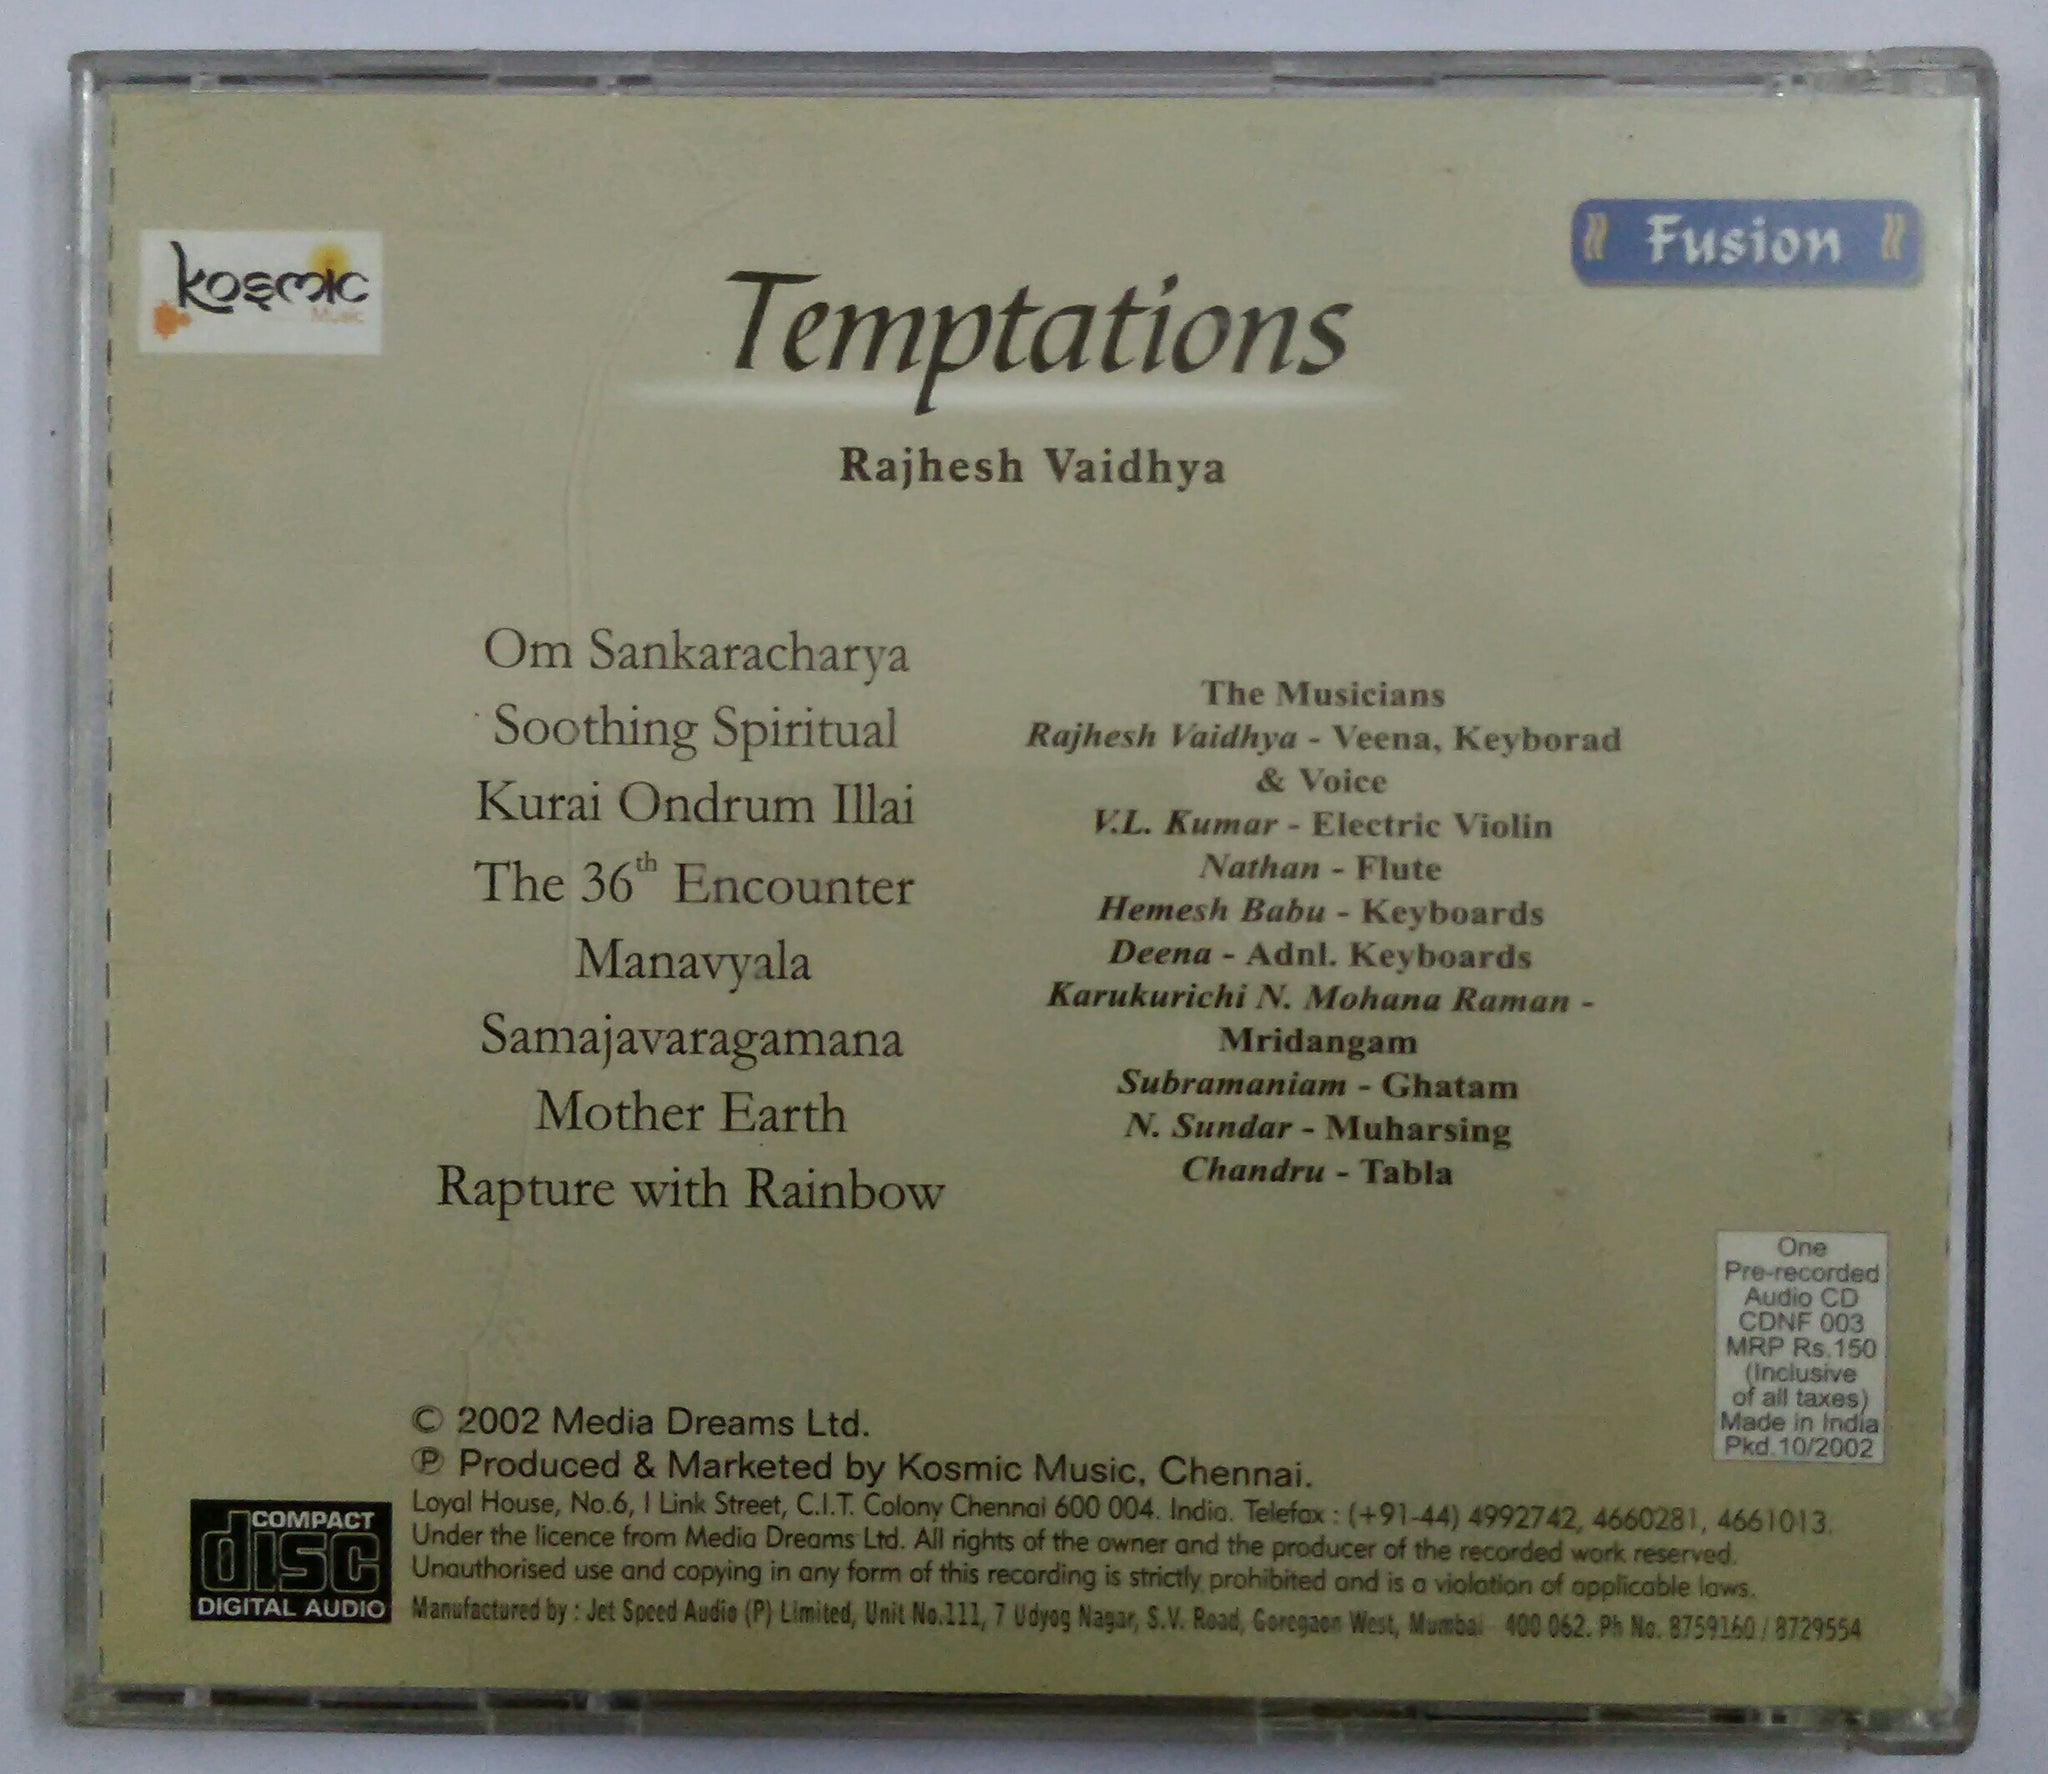 Kosmic
Music
Fusion
Temptations
Rajhesh Vaidhya
Om Sankaracharya
Soothing Spiritual
Kurai Ondrum Illai
The 36th Encounter
Manavyala
Samajavaragamana
Mother Earth
Rapture with Rainbow
The Musicians
Rajhesh Vaidhya - Veena, Keyborad
& Voice
V.L. Kumar - Electric Violin
Nathan - Flute
Hemesh Babu - Keyboards
Deena - Adnl. Keyboards
Karukurichi N. Mohana Raman -
Mridangam
Subramaniam - Ghatam
N. Sundar - Muharsing
Chandru - Tabla
One
Pre-recorded
Audio CD
CDNF 003
MRP Rs.150
(Inclusive
of all taxes)
Made in India
Pkd.10/2002
© 2002 Media Dreams Ltd.
℗ Produced & Marketed by Kosmic Music, Chennai.
Loyal House, No.6, I Link Street, C.I.T. Colony Chennai 600 004. India. Telefax : (+91-44) 4992742, 4660281, 4661013.
Under the licence from Media Dreams Ltd. All rights of the owner and the producer of the recorded work reserved.
Unauthorised use and copying in any form of this recording is strictly prohibited and is a violation of applicable laws.
Manufactured by : Jet Speed Audio (P) Limited, Unit No.111, 7 Udyog Nagar, S.V. Road, Goregaon West, Mumbai 400 062. Ph No. 8759160 / 8729554
COMPACT
disc
DIGITAL AUDIO